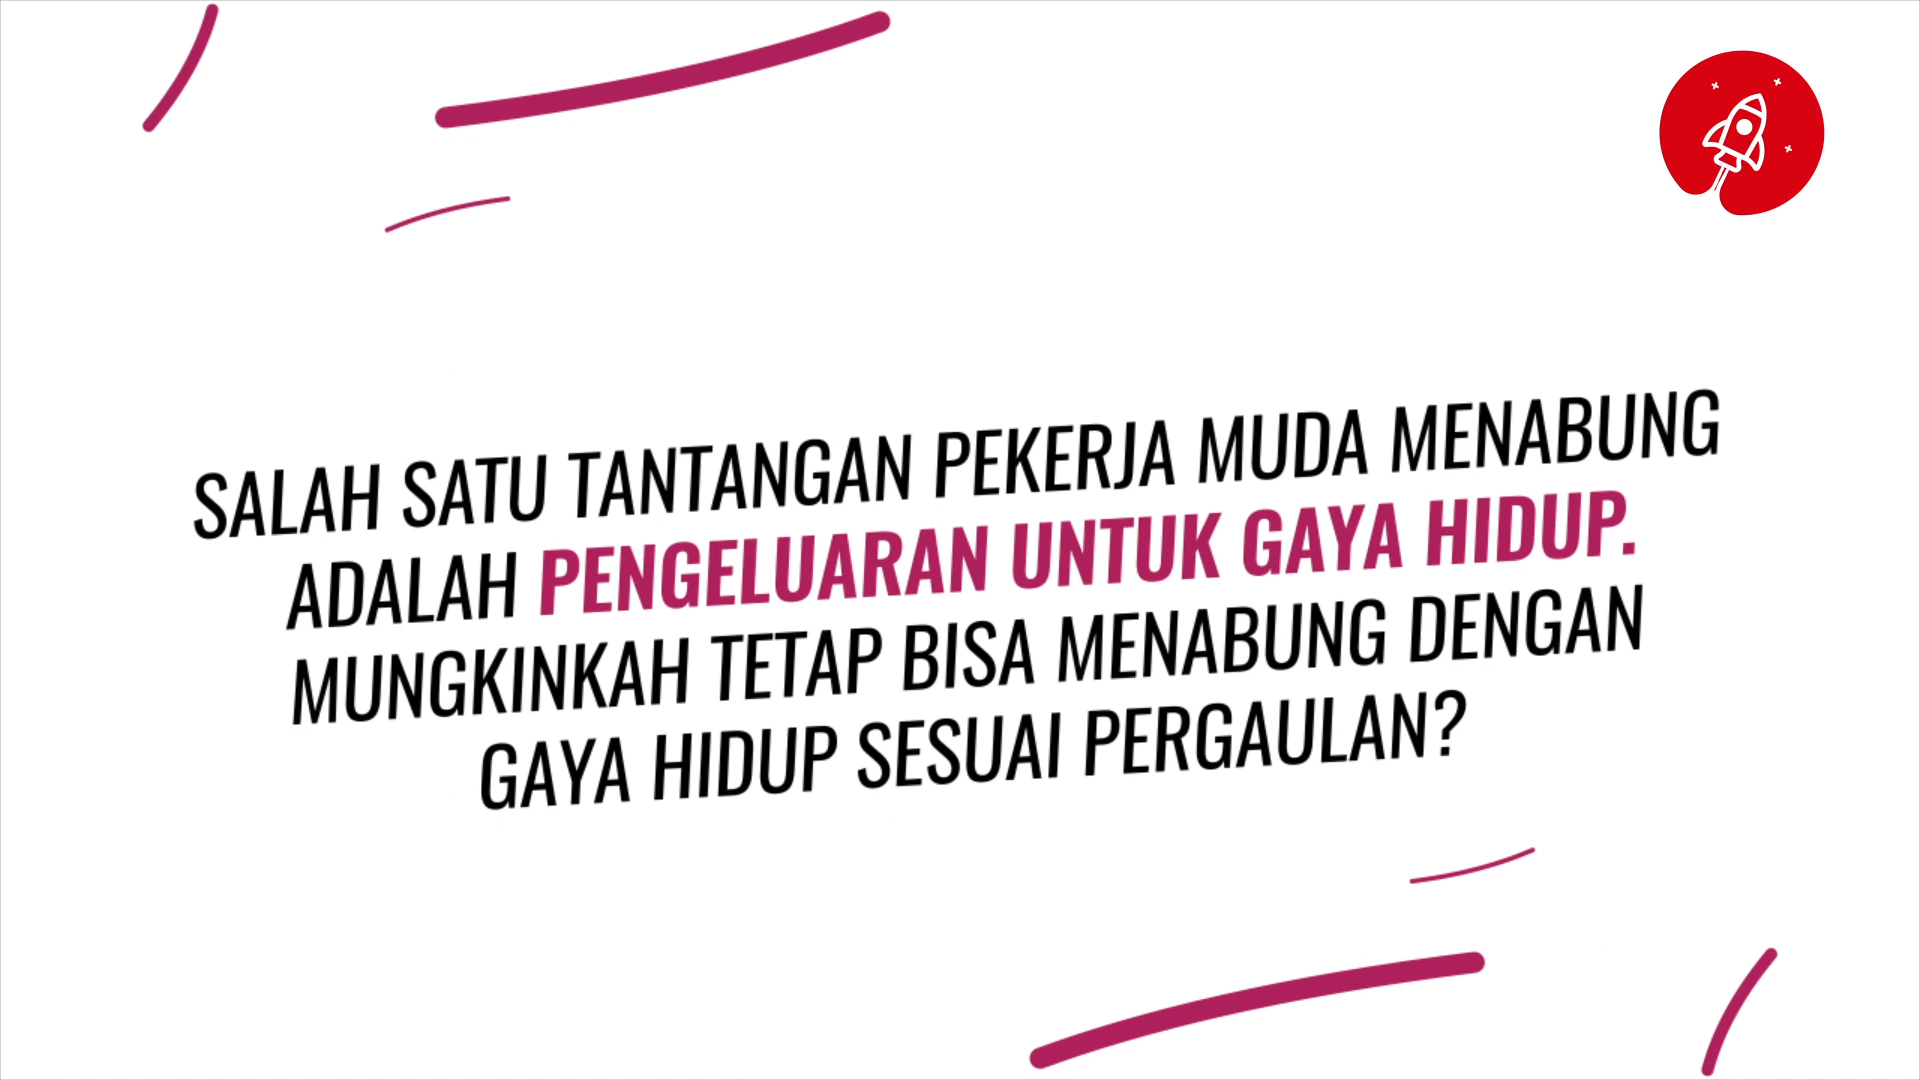 SALAH SATU TANTANGAN PEKERJA MUDA MENABUNG
ADALAH PENGELUARAN UNTUK GAYA HIDUP.
MUNGKINKAH TETAP BISA MENABUNG DENGAN
GAYA HIDUP SESUAI PERGAULAN?